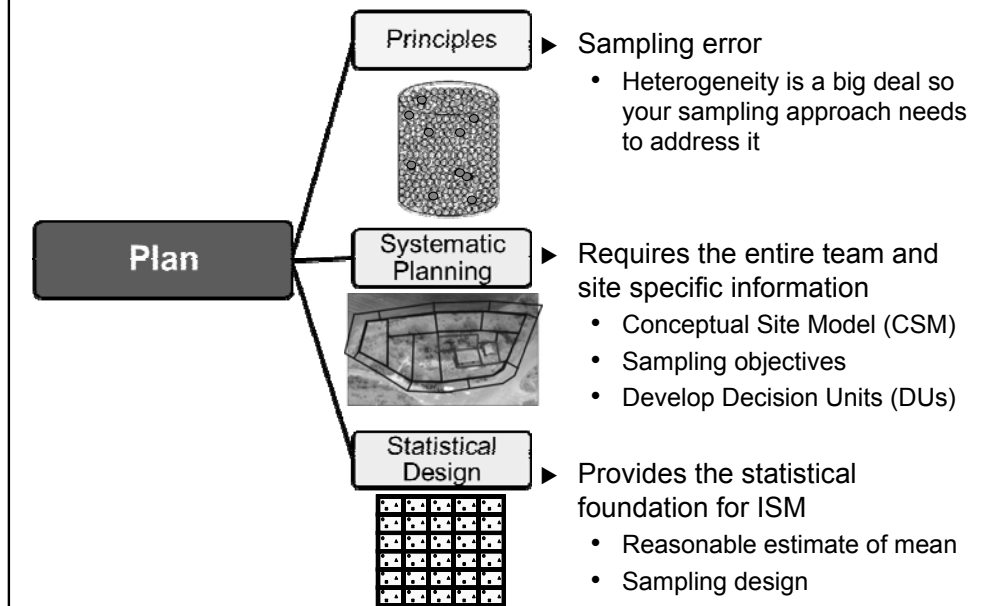 Principles
▶ Sampling error
• Heterogeneity is a big deal so
your sampling approach needs
to address it
Plan
Systematic
Planning
▶ Requires the entire team and
site specific information
• Conceptual Site Model (CSM)
• Sampling objectives
• Develop Decision Units (DUs)
Statistical
Design
▶ Provides the statistical
foundation for ISM
• Reasonable estimate of mean
• Sampling design